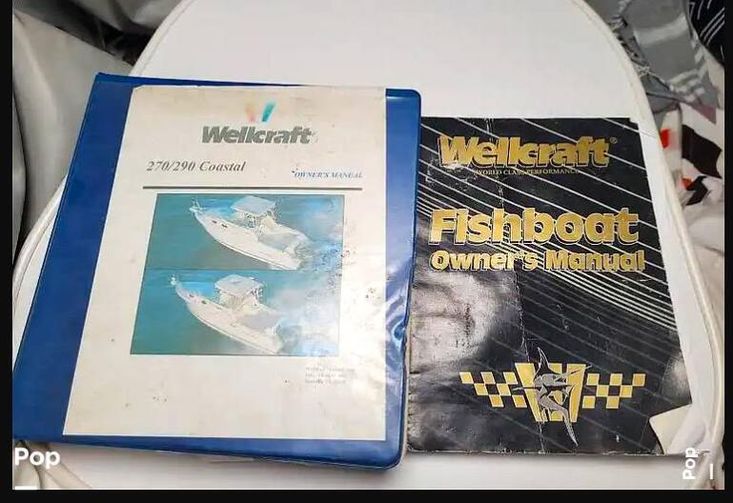 Wellcraft
270/290 Coastal
OWNER'S MANUAL
Wellcraft®
WORLD CLASS PERFORMANCE
Fishboat
Owner's Manual
Pop
Pop